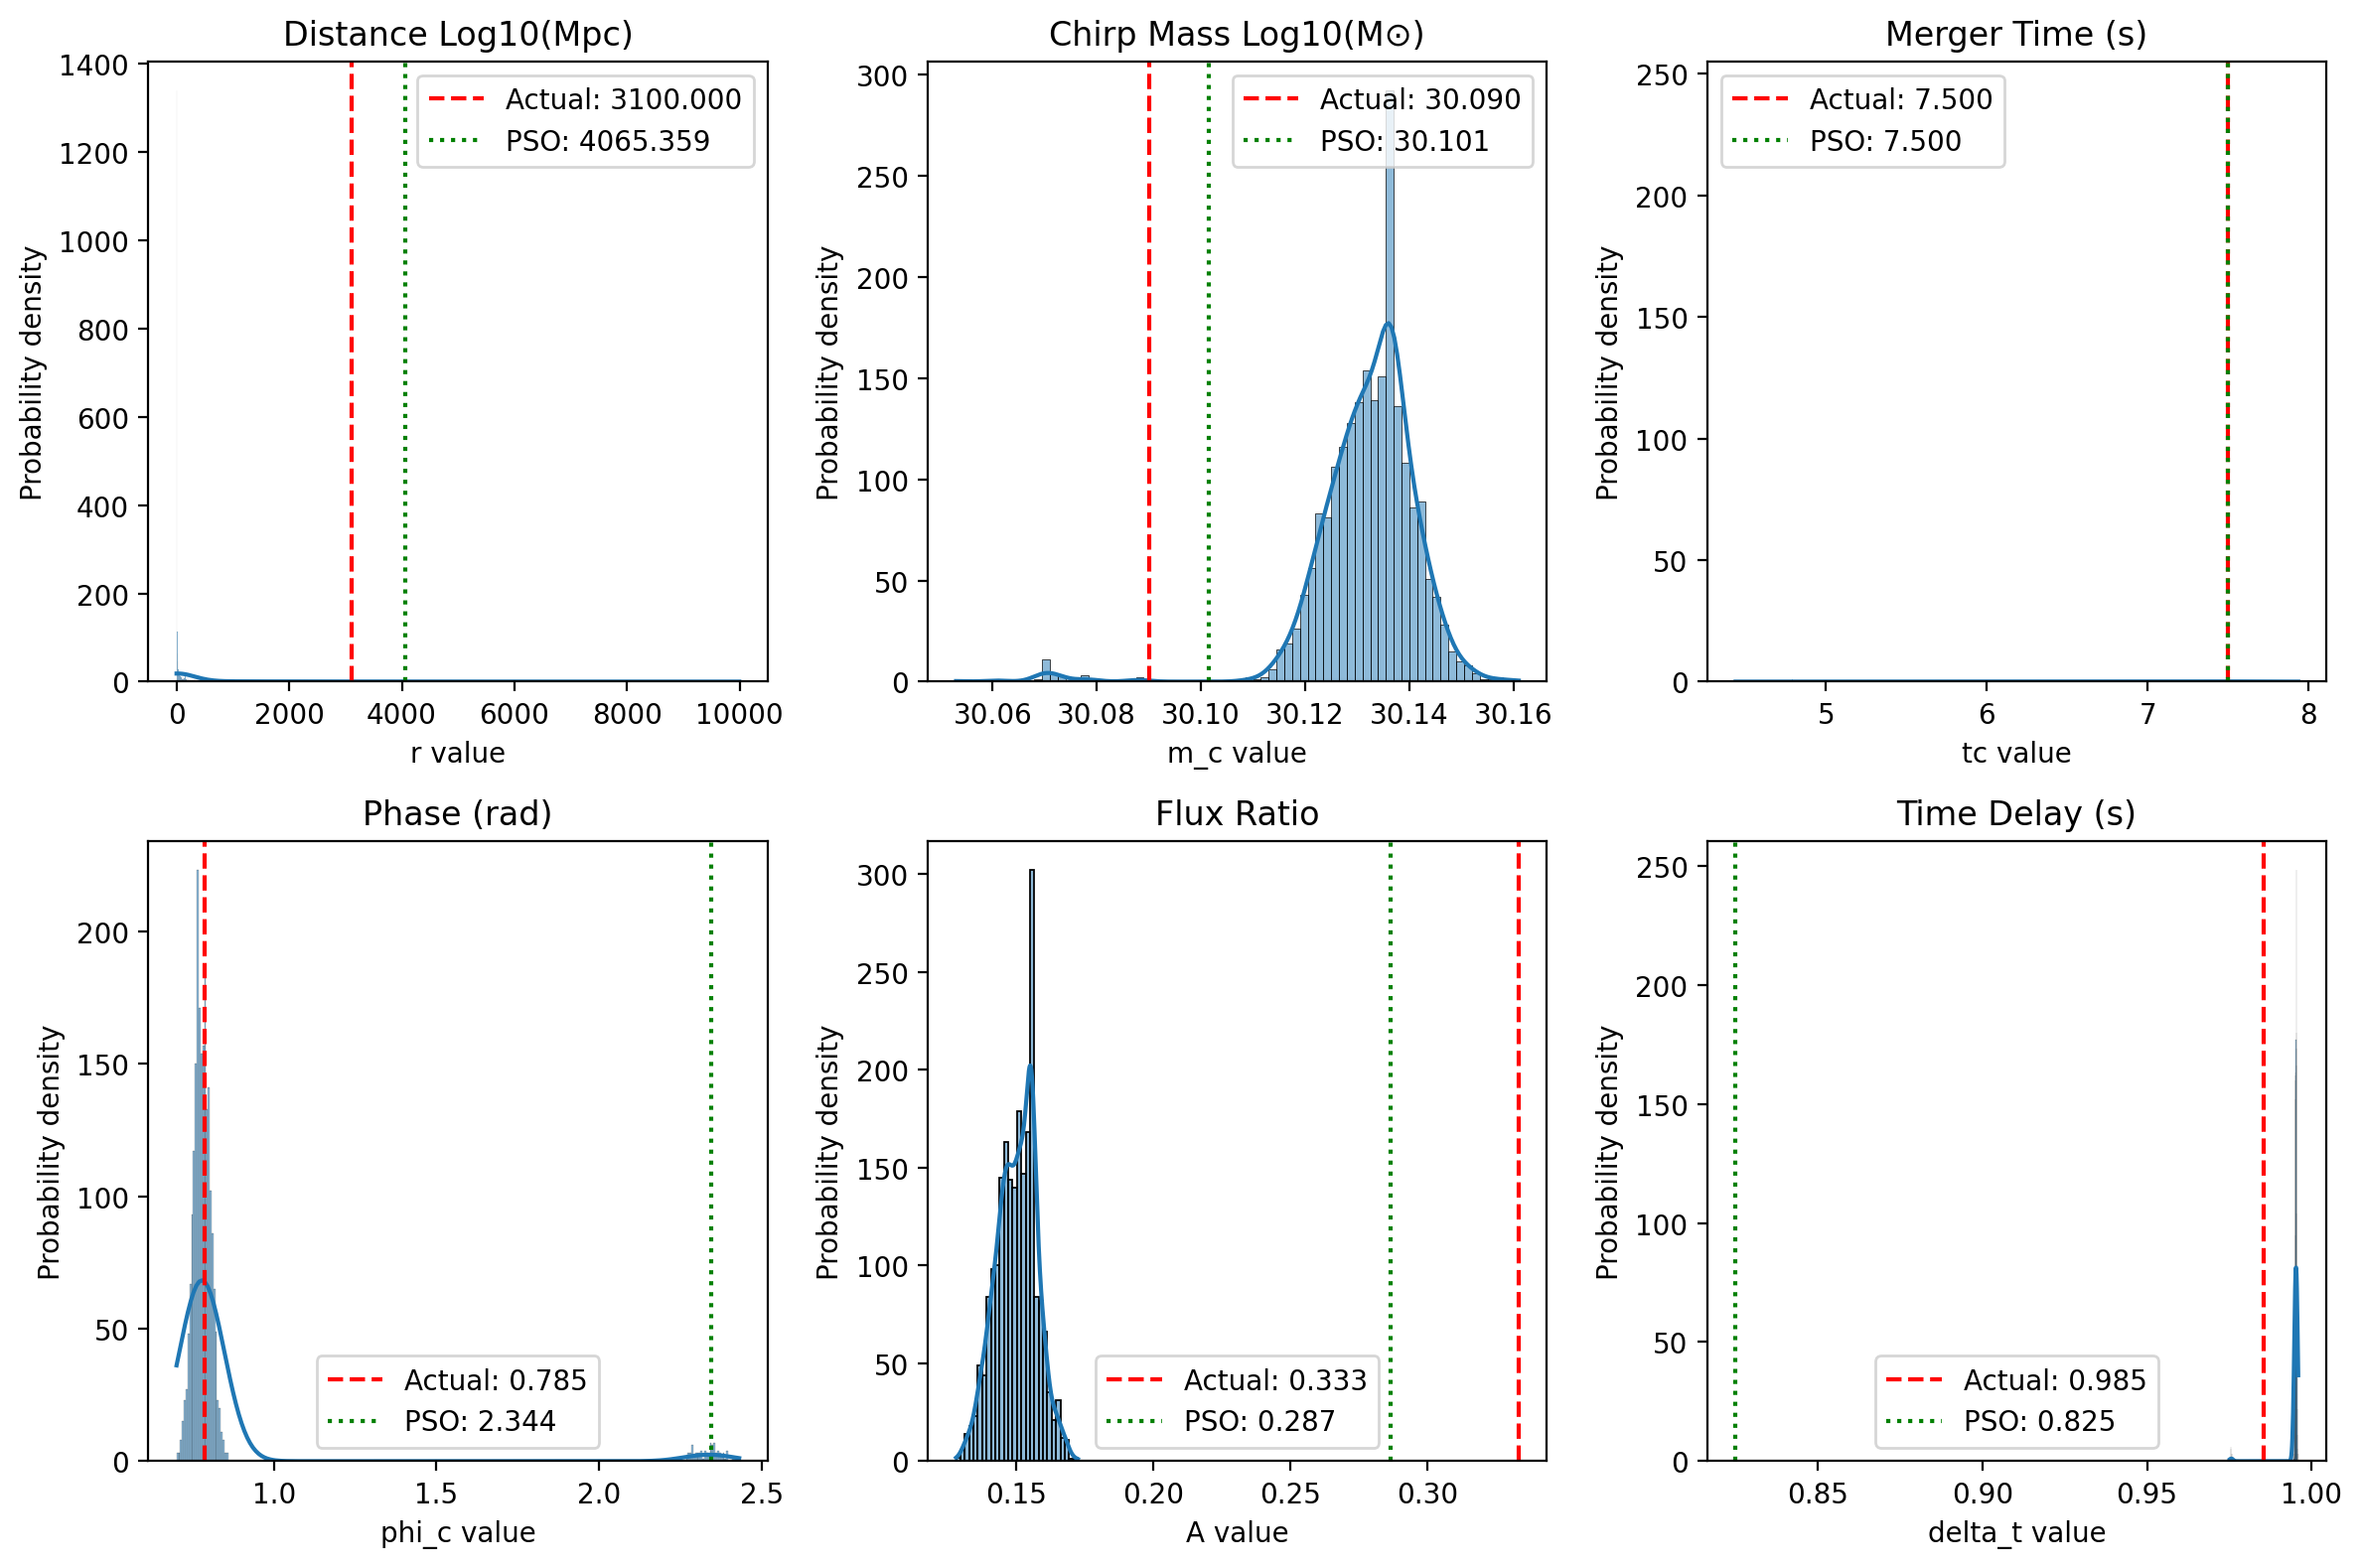 Distance Log10(Mpc)
1400
1200
1000
800
600
400
200
0
Probability density
0 2000 4000 6000 8000 10000
r value
Actual: 3100.000
PSO: 4065.359
Chirp Mass Log10(M⊙)
300
250
200
150
100
50
0
Probability density
30.06 30.08 30.10 30.12 30.14 30.16
m_c value
Actual: 30.090
PSO: 30.101
Merger Time (s)
250
200
150
100
50
0
Probability density
5 6 7 8
tc value
Actual: 7.500
PSO: 7.500
Phase (rad)
200
150
100
50
0
Probability density
1.0 1.5 2.0 2.5
phi_c value
Actual: 0.785
PSO: 2.344
Flux Ratio
300
250
200
150
100
50
0
Probability density
0.15 0.20 0.25 0.30
A value
Actual: 0.333
PSO: 0.287
Time Delay (s)
250
200
150
100
50
0
Probability density
0.85 0.90 0.95 1.00
delta_t value
Actual: 0.985
PSO: 0.825